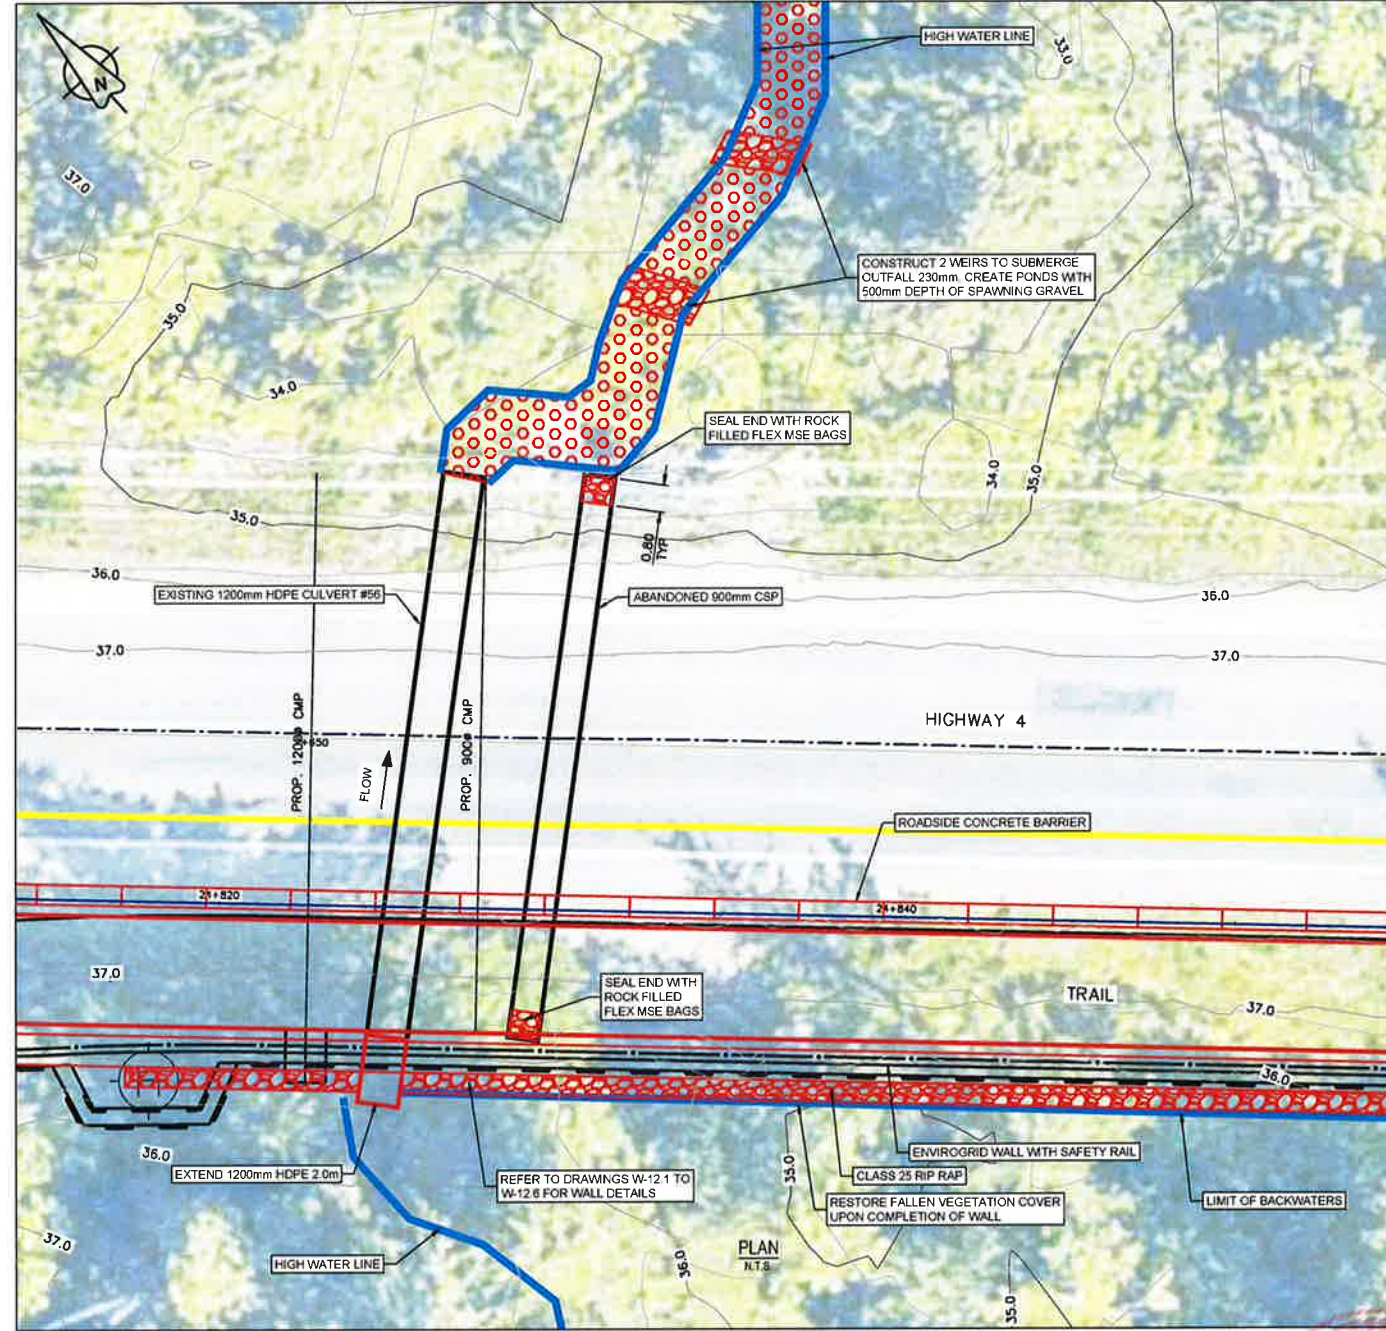 N
HIGH WATER LINE
33.0
37.0
CONSTRUCT 2 WEIRS TO SUBMERGE
OUTFALL 230mm. CREATE PONDS WITH
500mm DEPTH OF SPAWNING GRAVEL
35.0
34.0
SEAL END WITH ROCK
FILLED FLEX MSE BAGS
34.0
35.0
35.0
0.80
TYP
36.0
EXISTING 1200mm HDPE CULVERT #56
ABANDONED 900mm CSP
36.0
37.0
37.0
PROP. 1200ø CMP
PROP. 900ø CMP
HIGHWAY 4
FLOW
ROADSIDE CONCRETE BARRIER
24+820
24+840
37.0
SEAL END WITH
ROCK FILLED
FLEX MSE BAGS
TRAIL
37.0
36.0
36.0
ENVIROGRID WALL WITH SAFETY RAIL
EXTEND 1200mm HDPE 2.0m
REFER TO DRAWINGS W-12.1 TO
W-12.6 FOR WALL DETAILS
35.0
CLASS 25 RIP RAP
RESTORE FALLEN VEGETATION COVER
UPON COMPLETION OF WALL
LIMIT OF BACKWATERS
37.0
HIGH WATER LINE
36.0
PLAN
N.T.S.
35.0